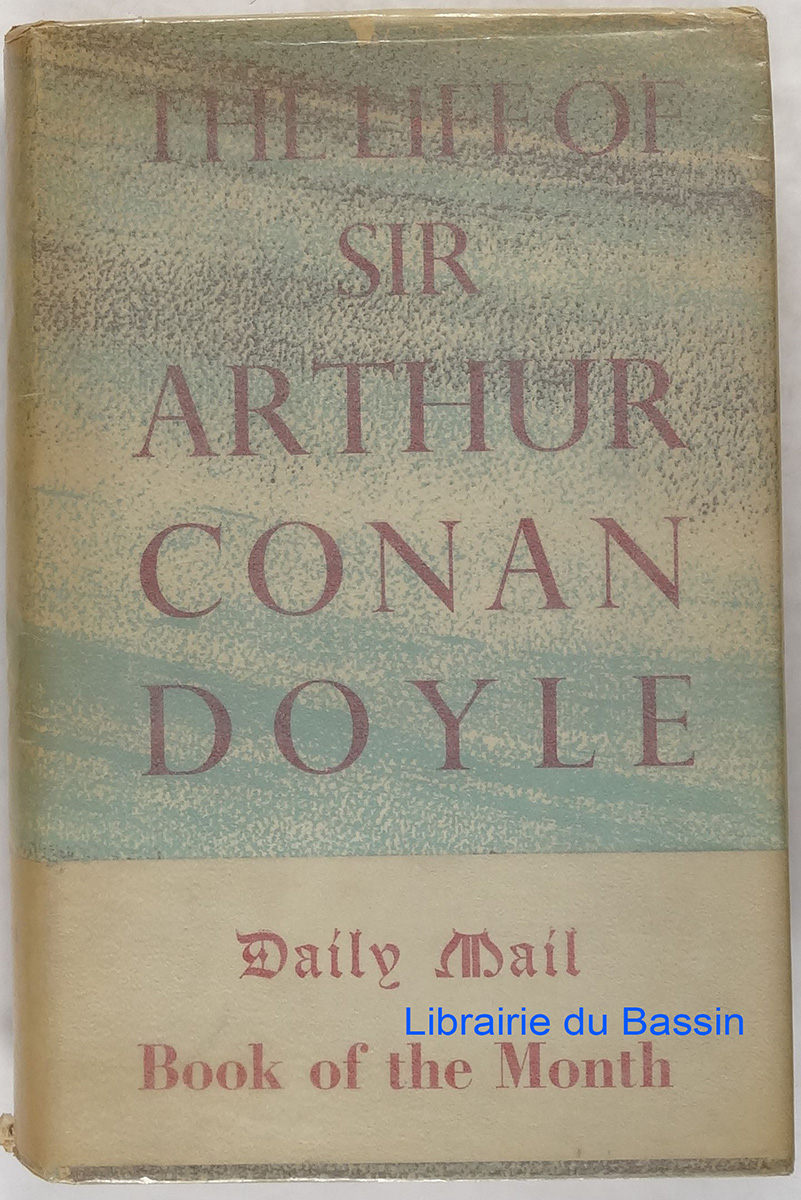 THE LIFE OF
SIR
ARTHUR
CONAN
DOYLE
Daily Mail
Librairie du Bassin
Book of the Month